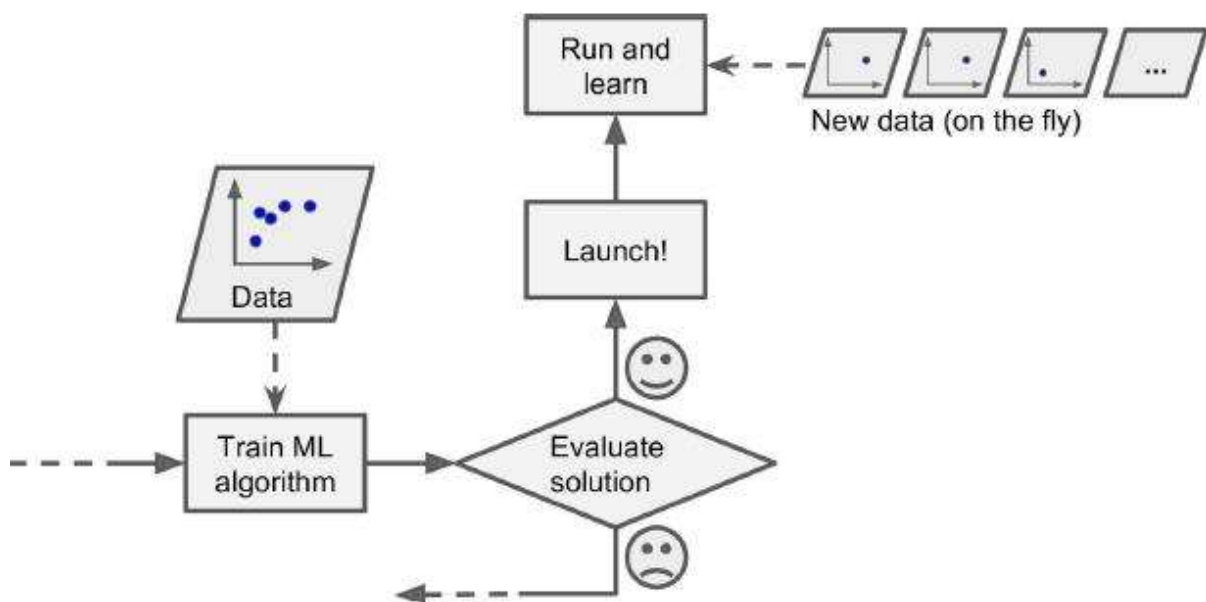 Run and
learn
...
New data (on the fly)
Launch!
Data
Train ML
algorithm
Evaluate
solution